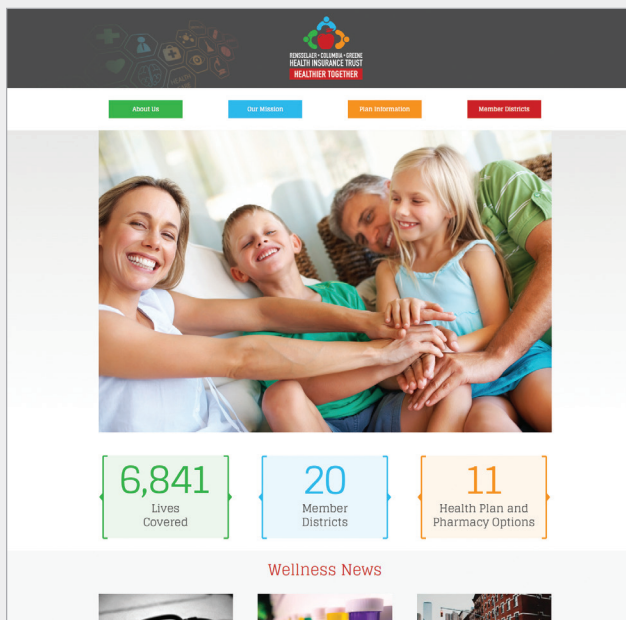 HEALTH
RENSSELAER • COLUMBIA • GREENE
HEALTH INSURANCE TRUST
HEALTHIER TOGETHER
About Us
Our Mission
Plan Information
Member Districts
6,841
Lives
Covered
20
Member
Districts
11
Health Plan and
Pharmacy Options
Wellness News